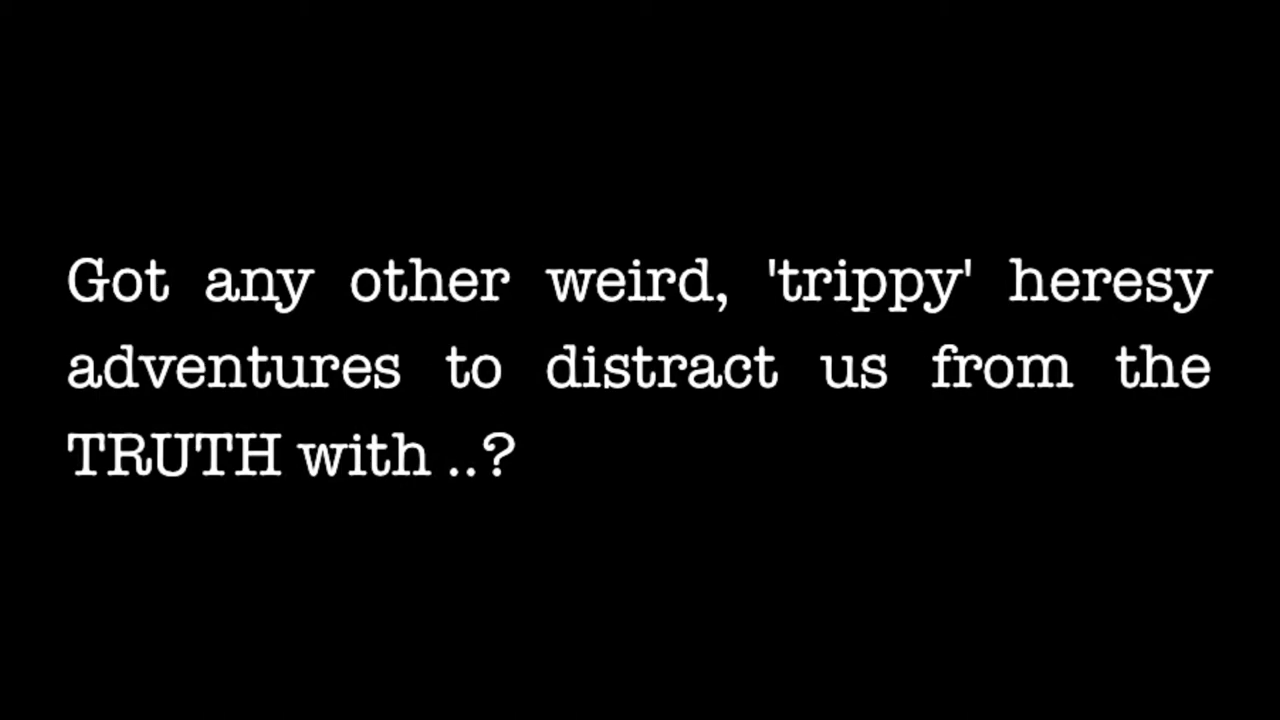 Got any other weird, 'trippy' heresy
adventures to distract us from the
TRUTH with ..?